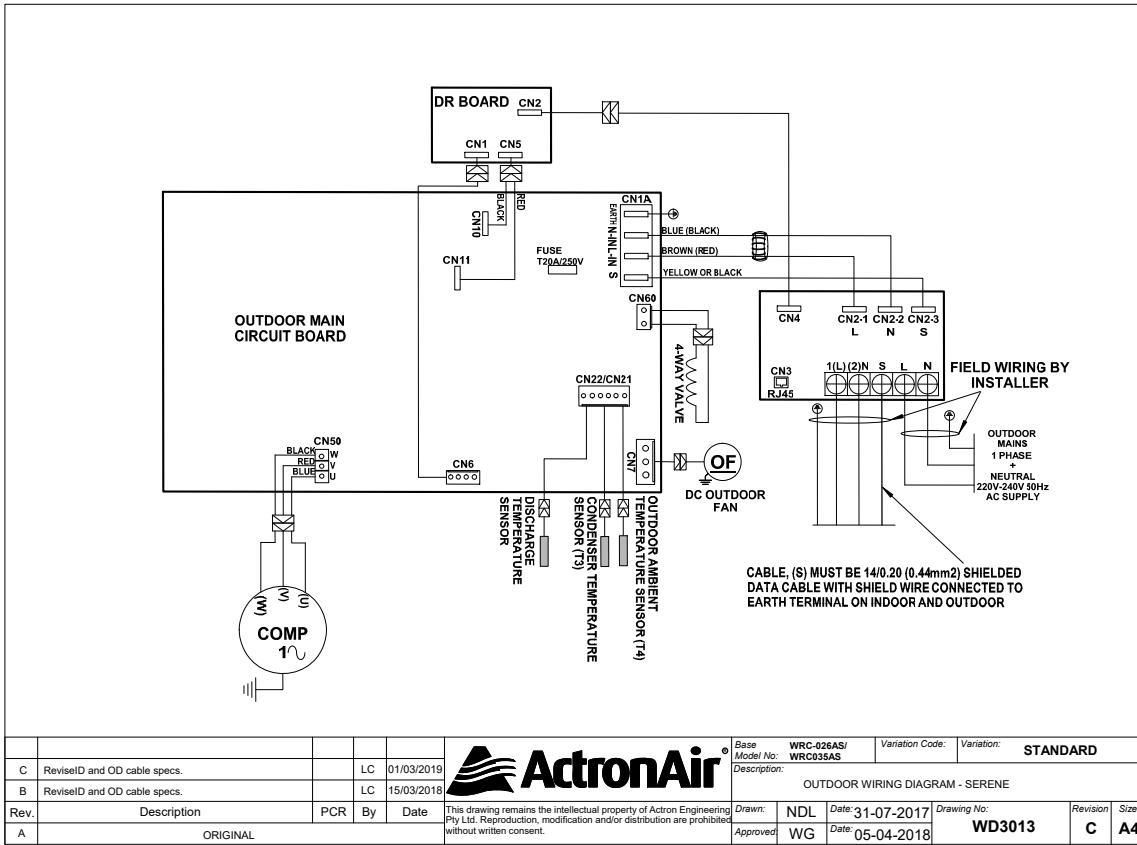 DR BOARD
CN2
CN1
CN5
BLACK
RED
CN10
CN11
FUSE
T20A/250V
CN1A
EARTH
N-IN
L-IN
S
BLUE (BLACK)
BROWN (RED)
YELLOW OR BLACK
CN60
OUTDOOR MAIN
CIRCUIT BOARD
4-WAY VALVE
CN22/CN21
CN50
BLACK
W
RED
V
BLUE
U
CN6
CN7
OF
DC OUTDOOR
FAN
CN4
CN2-1
L
CN2-2
N
CN2-3
S
CN3
RJ45
1(L)
(2)N
S
L
N
FIELD WIRING BY
INSTALLER
OUTDOOR
MAINS
1 PHASE
+
NEUTRAL
220V-240V 50Hz
AC SUPPLY
DISCHARGE
TEMPERATURE
SENSOR
CONDENSER TEMPERATURE
SENSOR (T3)
OUTDOOR AMBIENT
TEMPERATURE SENSOR (T4)
CABLE, (S) MUST BE 14/0.20 (0.44mm2) SHIELDED
DATA CABLE WITH SHIELD WIRE CONNECTED TO
EARTH TERMINAL ON INDOOR AND OUTDOOR
(W)
(V)
(U)
COMP
1
C ReviseID and OD cable specs. LC 01/03/2019
B ReviseID and OD cable specs. LC 15/03/2018
Rev. Description PCR By Date
A ORIGINAL
ActronAir®
This drawing remains the intellectual property of Actron Engineering
Pty Ltd. Reproduction, modification and/or distribution are prohibited
without written consent.
Base
Model No:
WRC-026AS/
WRC035AS
Variation Code:
Variation: STANDARD
Description:
OUTDOOR WIRING DIAGRAM - SERENE
Drawn: NDL Date: 31-07-2017
Approved: WG Date: 05-04-2018
Drawing No:
WD3013
Revision
C
Size
A4